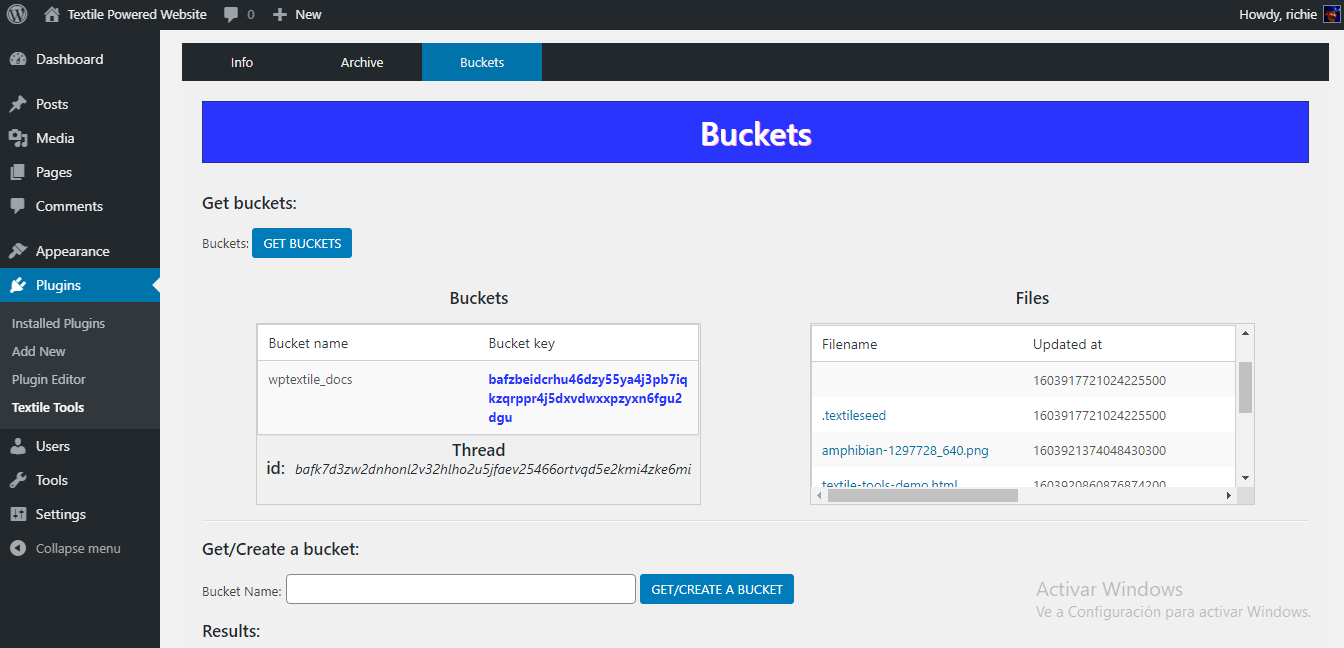 Textile Powered Website 0 New Howdy, richie
Dashboard
Posts
Media
Pages
Comments
Appearance
Plugins
Installed Plugins
Add New
Plugin Editor
Textile Tools
Users
Tools
Settings
Collapse menu
Info Archive Buckets
Buckets
Get buckets:
Buckets: GET BUCKETS
Buckets
Bucket name Bucket key
wptextile_docs bafzbeidcrhu46dzy55ya4j3pb7iq
kzqrppr4j5dxvdwxxpzyxn6fgu2
dgu
Thread
id: bafk7d3zw2dnhonl2v32hlho2u5jfaev25466ortvqd5e2kmi4zke6mi
Files
Filename Updated at
1603917721024225500
.textileseed 1603917721024225500
amphibian-1297728_640.png 1603921374048430300
textile-tools-demo.html 1603920860876874200
Get/Create a bucket:
Bucket Name: GET/CREATE A BUCKET
Results:
Activar Windows
Ve a Configuración para activar Windows.